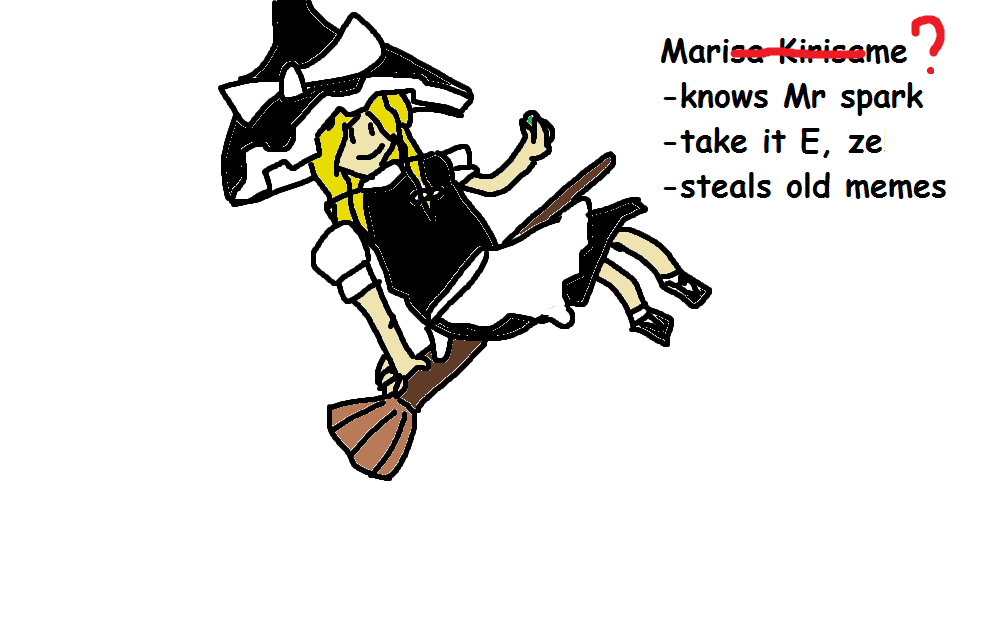 Marisa Kirisame ?
-knows Mr spark
-take it E, ze
-steals old memes